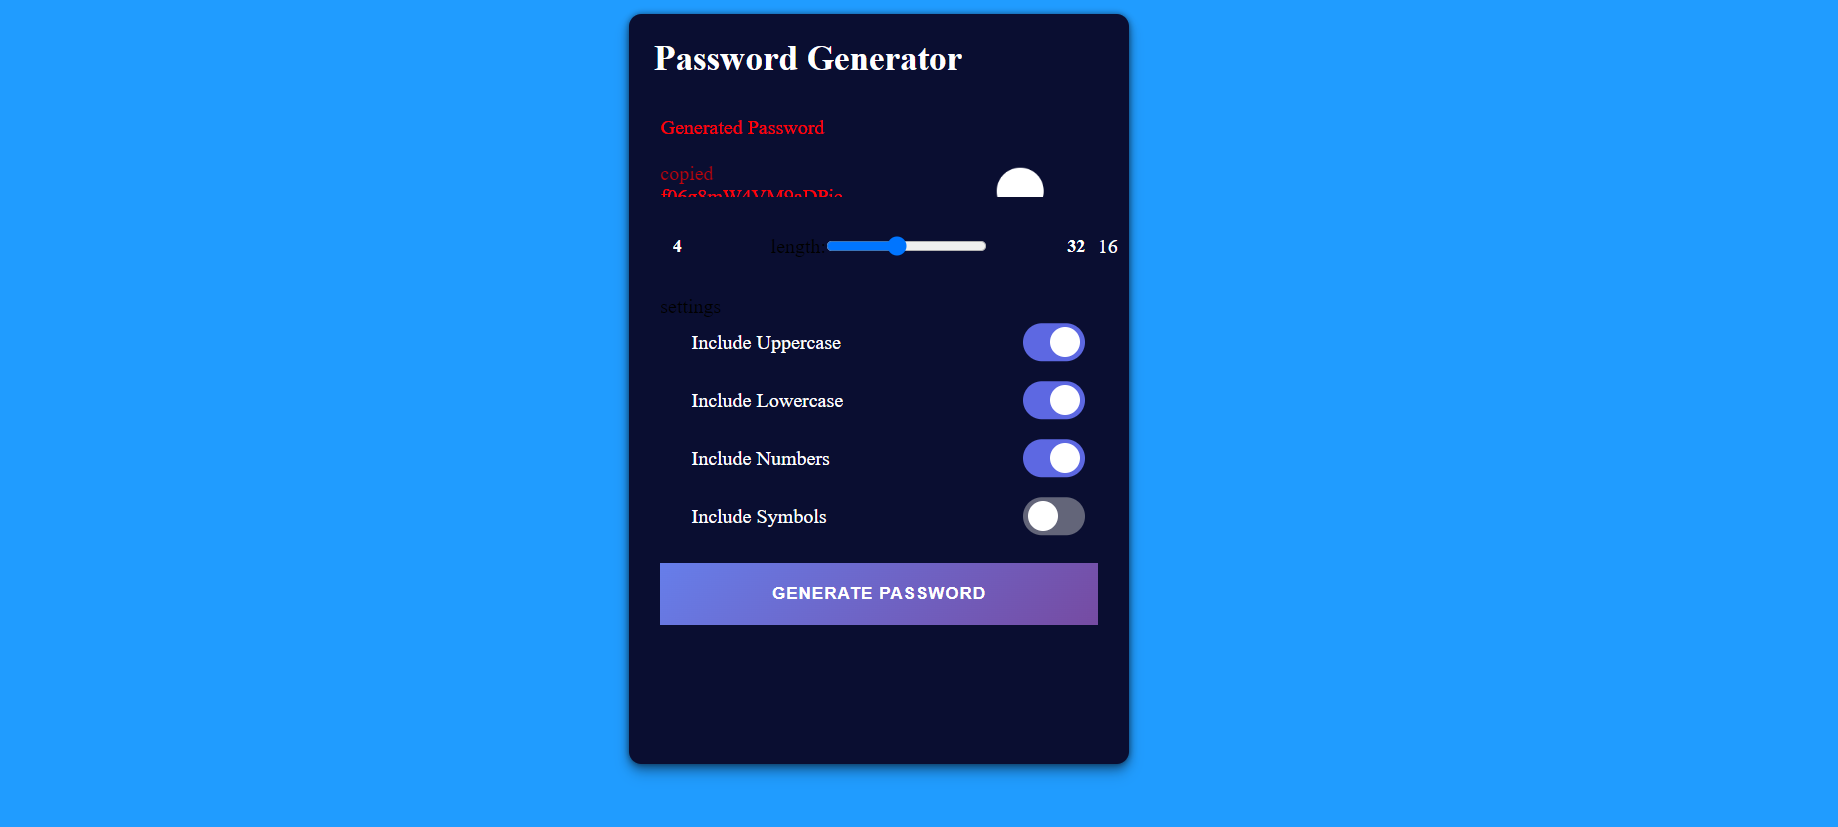 Password Generator
Generated Password
copied
4 length: 32 16
settings
Include Uppercase
Include Lowercase
Include Numbers
Include Symbols
GENERATE PASSWORD